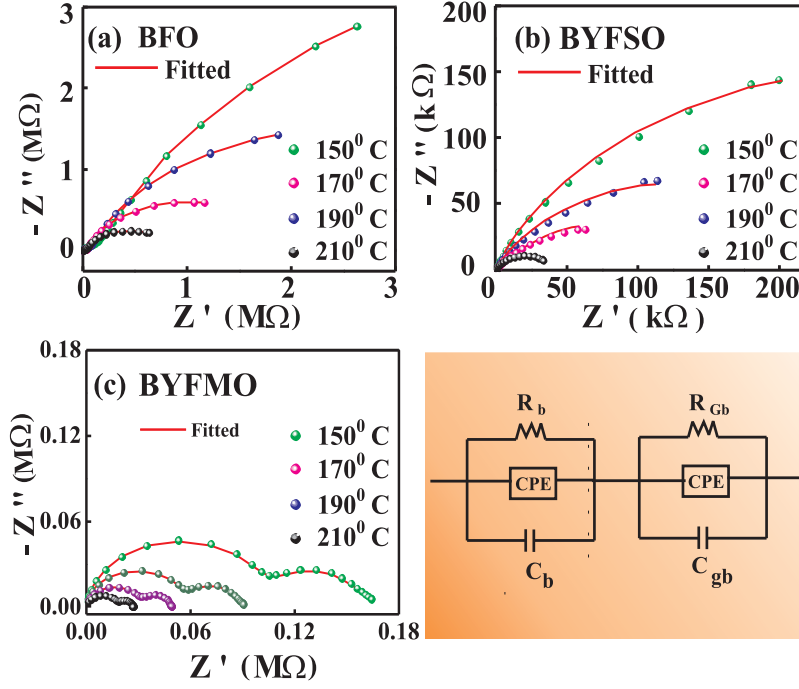 (a) BFO
Fitted
3
2
1
0
- Z '' (MΩ)
150⁰ C
170⁰ C
190⁰ C
210⁰ C
0 1 2 3
Z ' (MΩ)
(b) BYFSO
Fitted
200
150
100
50
0
- Z '' (k Ω)
150⁰ C
170⁰ C
190⁰ C
210⁰ C
0 50 100 150 200
Z ' ( kΩ)
(c) BYFMO
Fitted
0.18
0.12
0.06
0.00
- Z '' (MΩ)
150⁰ C
170⁰ C
190⁰ C
210⁰ C
0.00 0.06 0.12 0.18
Z ' (MΩ)
R b R Gb
CPE CPE
C b C gb